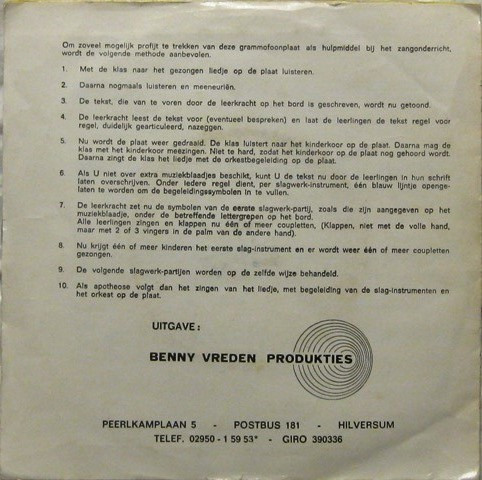 Om zoveel mogelijk profijt te trekken van deze grammofoonplaat als hulpmiddel bij het zangonderricht,
wordt de volgende methode aanbevolen.
1. Met de klas naar het gezongen liedje op de plaat luisteren.
2. Daarna nogmaals luisteren en meeneuriën.
3. De tekst, die van te voren door de leerkracht op het bord is geschreven, wordt nu getoond.
4. De leerkracht leest de tekst voor (eventueel bespreken) en laat de leerlingen de tekst regel voor
regel, duidelijk gearticuleerd, nazeggen.
5. Nu wordt de plaat weer gedraaid. De klas luistert naar het kinderkoor op de plaat. Daarna mag de
klas met het kinderkoor meezingen. Niet te hard, zodat het kinderkoor op de plaat nog gehoord wordt.
Daarna zingt de klas het liedje met de orkestbegeleiding op de plaat.
6. Als U niet over extra muziekblaadjes beschikt, kunt U de tekst nu door de leerlingen in hun schrift
laten overschrijven. Onder iedere regel dient, per slagwerk-instrument, één blauw lijntje openge-
laten te worden om de begeleidingssymbolen in te vullen.
7. De leerkracht zet nu de symbolen van de eerste slagwerk-partij, zoals die zijn aangegeven op het
muziekblaadje, onder de betreffende lettergrepen op het bord.
Alle leerlingen zingen en klappen nu één of meer coupletten, (Klappen, niet met de volle hand,
maar met 2 of 3 vingers in de palm van de andere hand).
8. Nu krijgt één of meer kinderen het eerste slag-instrument en er wordt weer één of meer coupletten
gezongen.
9. De volgende slagwerk-partijen worden op de zelfde wijze behandeld.
10. Als apotheose volgt dan het zingen van het liedje, met begeleiding van de slag-instrumenten en
het orkest op de plaat.
UITGAVE:
BENNY VREDEN PRODUKTIES
PEERLKAMPLAAN 5 - POSTBUS 181 - HILVERSUM
TELEF. 02950 - 1 59 53* - GIRO 390336